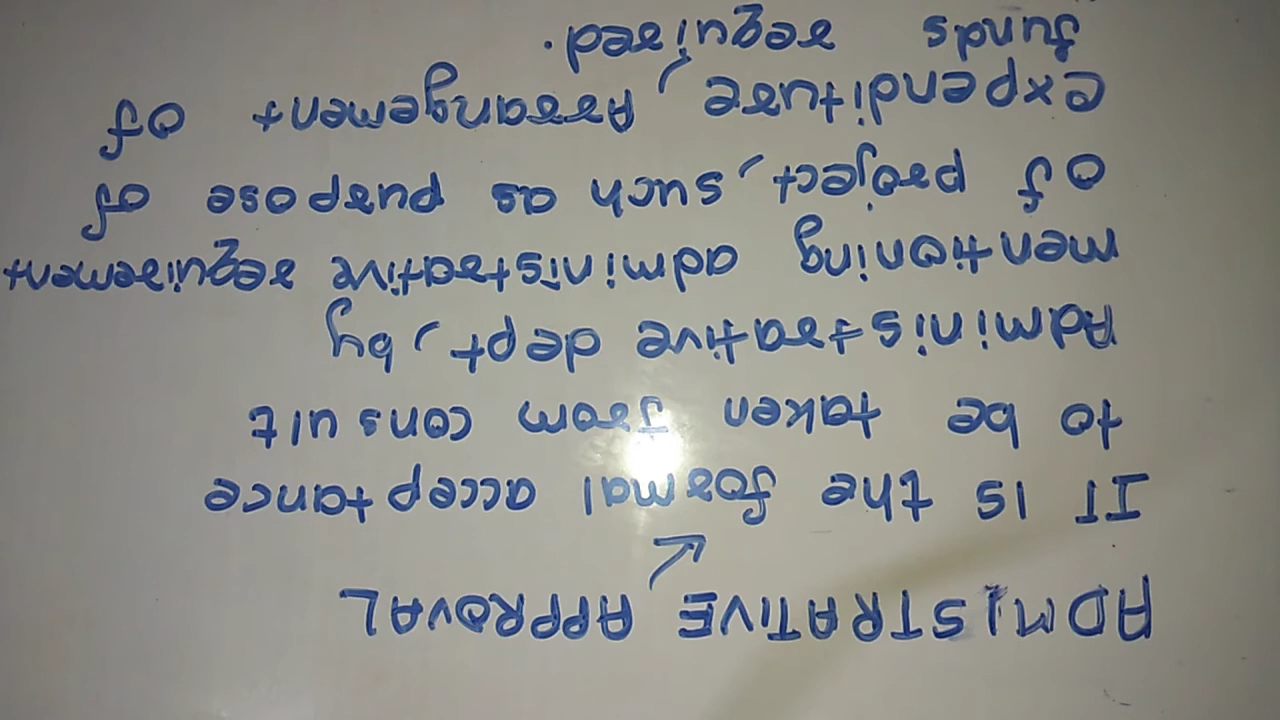 ADMISTRATIVE APPROVAL
IT IS the formal acceptance
to be taken from consult
Administrative dept, by
mentioning administrative requirement
of project, such as purpose of
expenditure, Arrangement of
funds required.